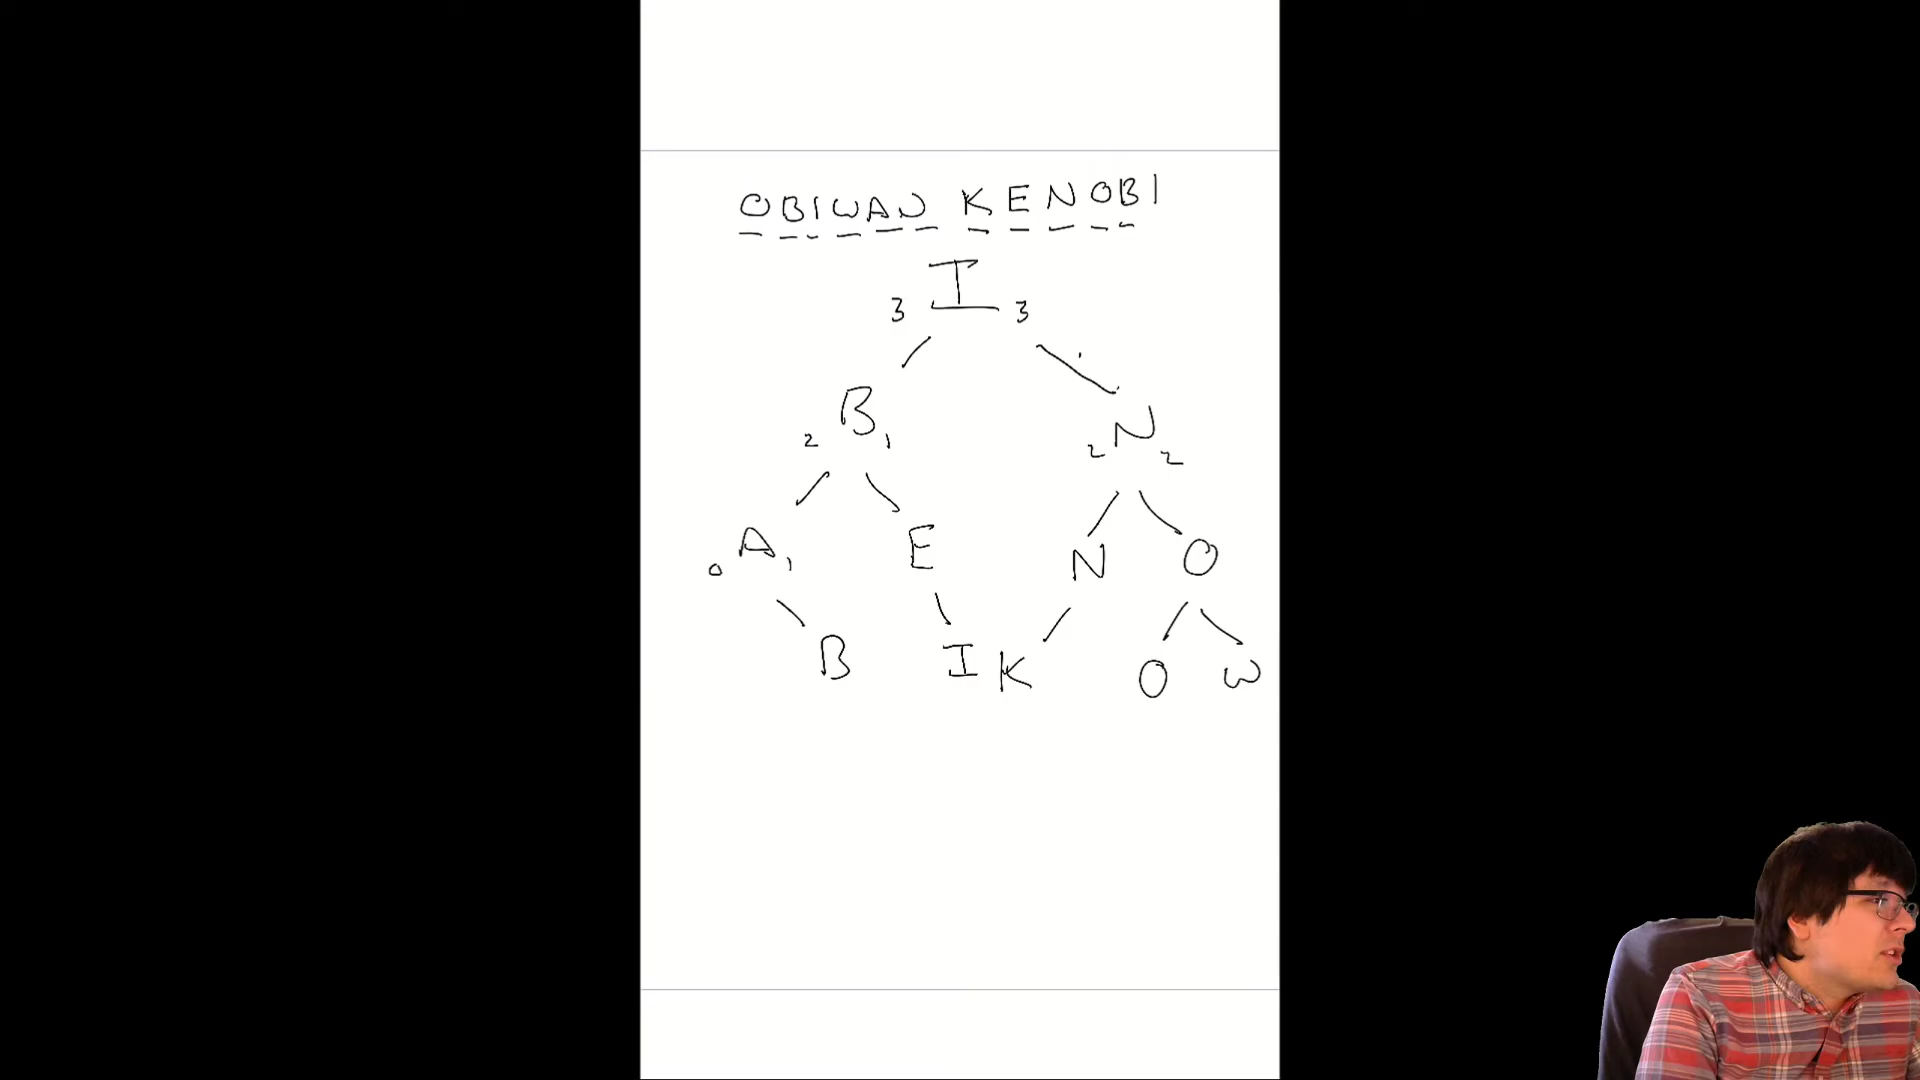 OBIWAN KENOBI
I
3 3
B N
2 1 2 2
A E N O
0 1
B I K O W